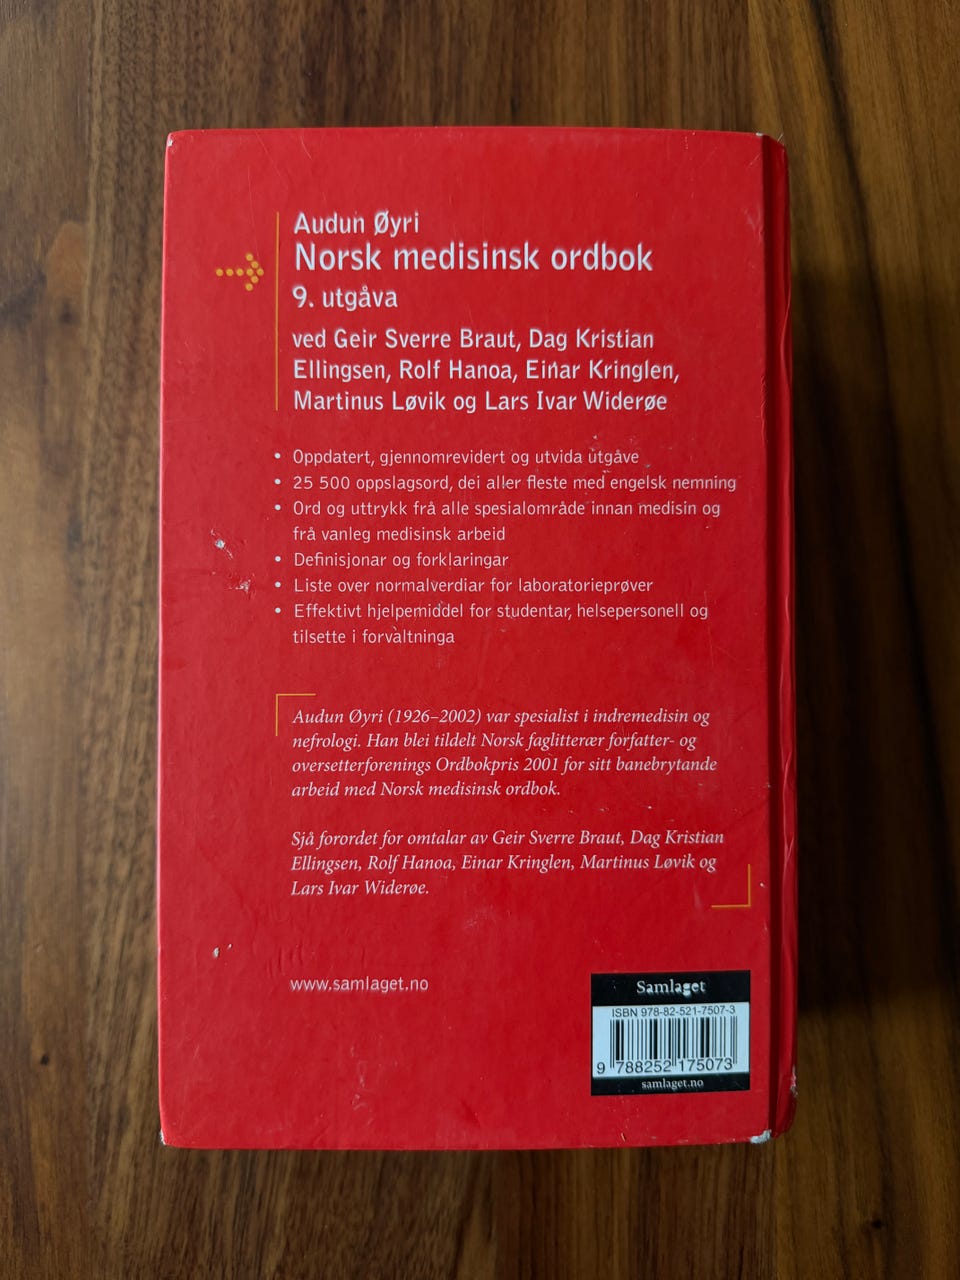 Audun Øyri
Norsk medisinsk ordbok
9. utgåva
ved Geir Sverre Braut, Dag Kristian
Ellingsen, Rolf Hanoa, Einar Kringlen,
Martinus Løvik og Lars Ivar Widerøe
• Oppdatert, gjennomrevidert og utvida utgåve
• 25 500 oppslagsord, dei aller fleste med engelsk nemning
• Ord og uttrykk frå alle spesialområde innan medisin og
frå vanleg medisinsk arbeid
• Definisjonar og forklaringar
• Liste over normalverdiar for laboratorieprøver
• Effektivt hjelpemiddel for studentar, helsepersonell og
tilsette i forvaltninga
Audun Øyri (1926–2002) var spesialist i indremedisin og
nefrologi. Han blei tildelt Norsk faglitterær forfatter- og
oversetterforenings Ordbokpris 2001 for sitt banebrytande
arbeid med Norsk medisinsk ordbok.
Sjå forordet for omtalar av Geir Sverre Braut, Dag Kristian
Ellingsen, Rolf Hanoa, Einar Kringlen, Martinus Løvik og
Lars Ivar Widerøe.
www.samlaget.no
Samlaget
ISBN 978-82-521-7507-3
9 788252 175073
samlaget.no